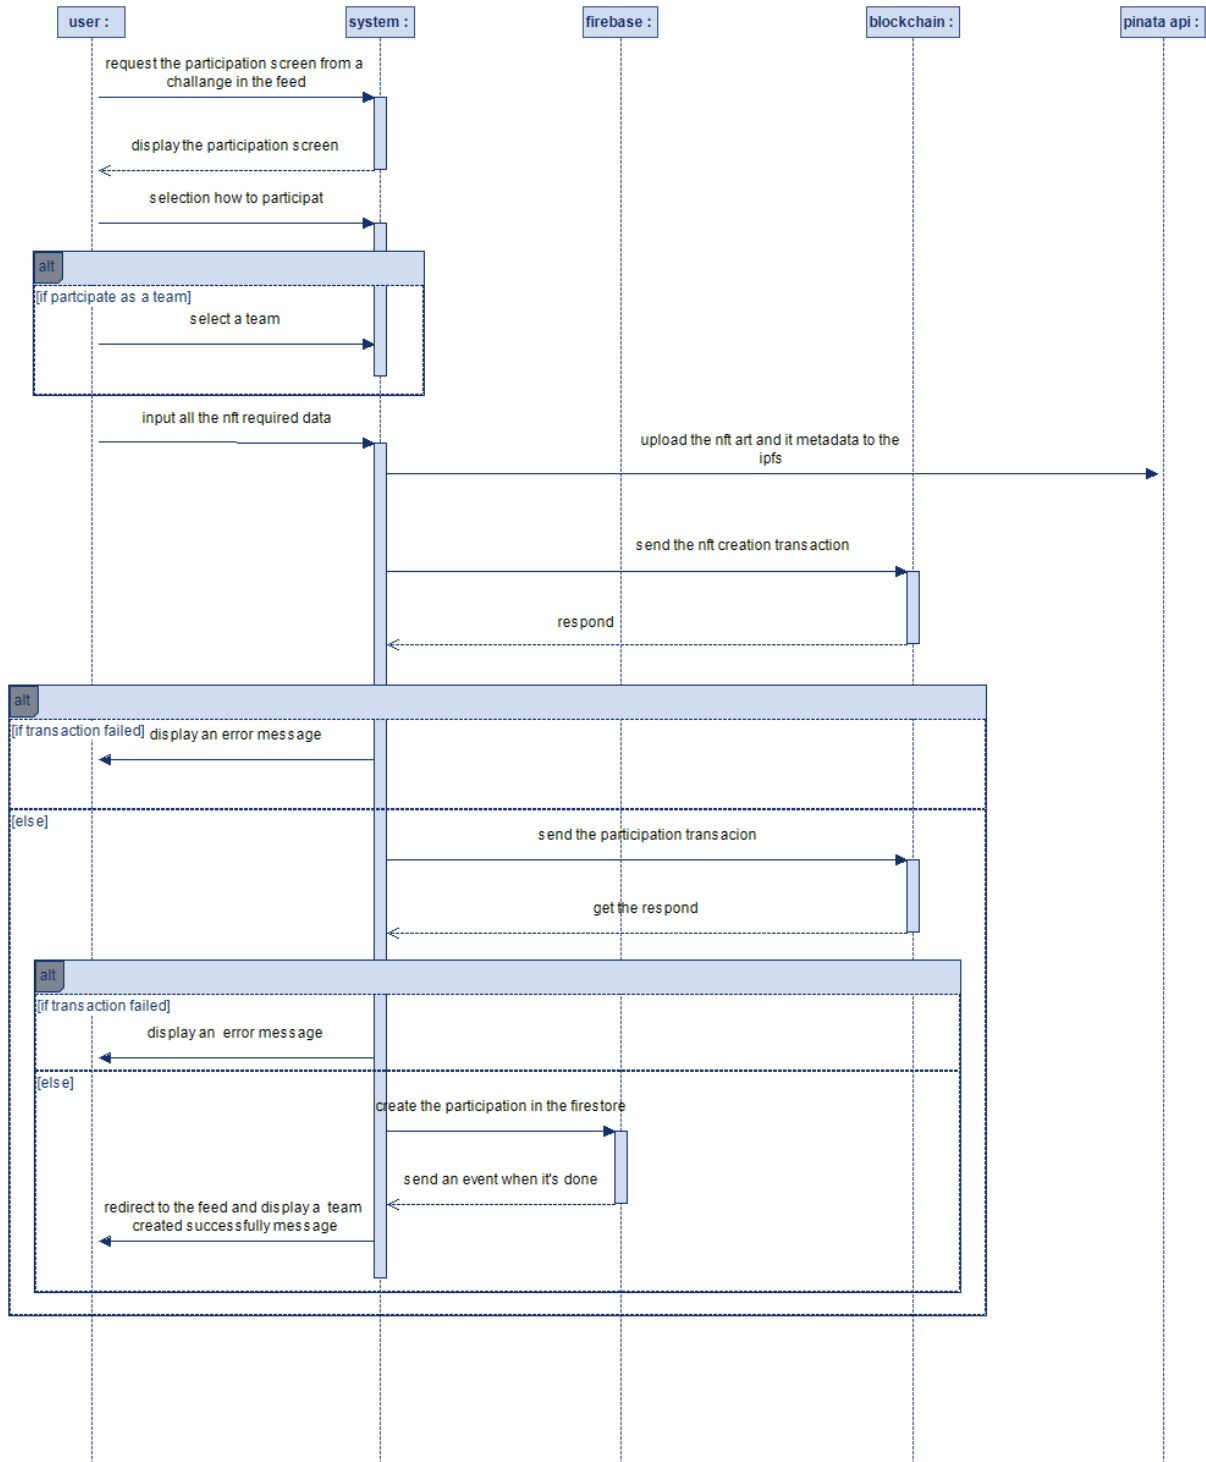 user :
system :
firebase :
blockchain :
pinata api :
request the participation screen from a
challange in the feed
display the participation screen
selection how to participat
alt
[if partcipate as a team]
select a team
input all the nft required data
upload the nft art and it metadata to the
ipfs
send the nft creation transaction
respond
alt
[if transaction failed]
display an error message
[else]
send the participation transacion
get the respond
alt
[if transaction failed]
display an error message
[else]
create the participation in the firestore
send an event when it's done
redirect to the feed and display a team
created successfully message